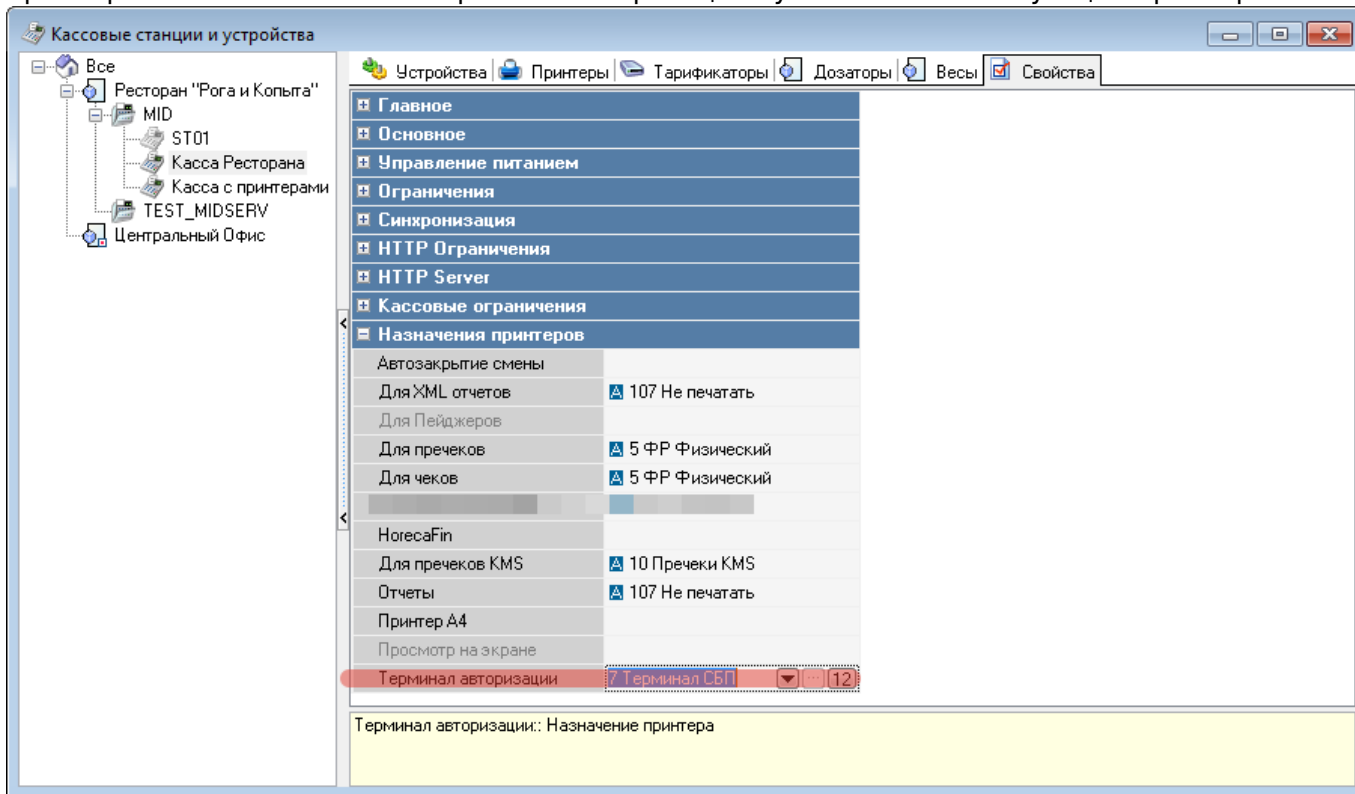 Кассовые станции и устройства
Все
Ресторан "Рога и Копыта"
MID
ST01
Касса Ресторана
Касса с принтерами
TEST_MIDSERV
Центральный Офис
Устройства Принтеры Тарификаторы Дозаторы Весы Свойства
Главное
Основное
Управление питанием
Ограничения
Синхронизация
HTTP Ограничения
HTTP Server
Кассовые ограничения
Назначения принтеров
Автозакрытие смены
Для XML отчетов 107 Не печатать
Для Пейджеров
Для пречеков 5 ФР Физический
Для чеков 5 ФР Физический
HorecaFin
Для пречеков KMS 10 Пречеки KMS
Отчеты 107 Не печатать
Принтер A4
Просмотр на экране
Терминал авторизации 7 Терминал СБП 12
Терминал авторизации:: Назначение принтера